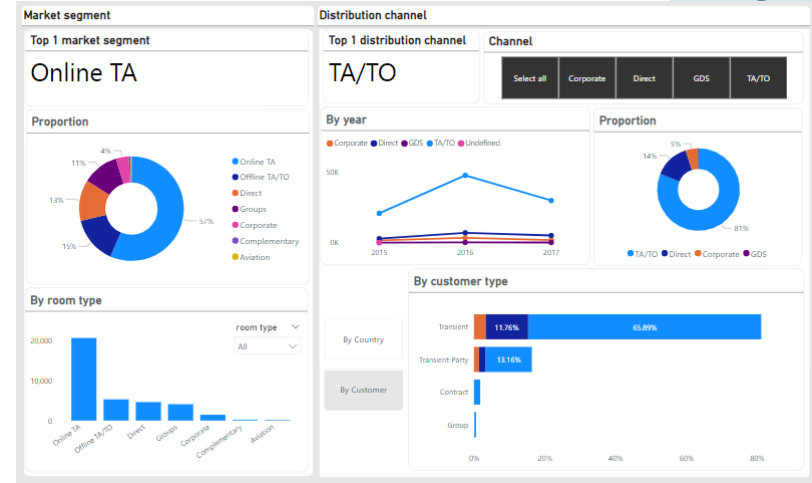 Market segment
Distribution channel
Top 1 market segment
Online TA
Top 1 distribution channel
TA/TO
Channel
Select all
Corporate
Direct
GDS
TA/TO
Proportion
4%
11%
13%
15%
57%
Online TA
Offline TA/TO
Direct
Groups
Corporate
Complementary
Aviation
By year
Corporate Direct GDS TA/TO Undefined
50K
0K
2015 2016 2017
Proportion
5%
14%
81%
TA/TO Direct Corporate GDS
By room type
room type
All
20,000
10,000
0
Online TA
Offline TA/TO
Direct
Groups
Corporate
Complementary
Aviation
By Country
By Customer
By customer type
Transient 11.76% 65.89%
Transient-Party 13.16%
Contract
Group
0% 20% 40% 60% 80%